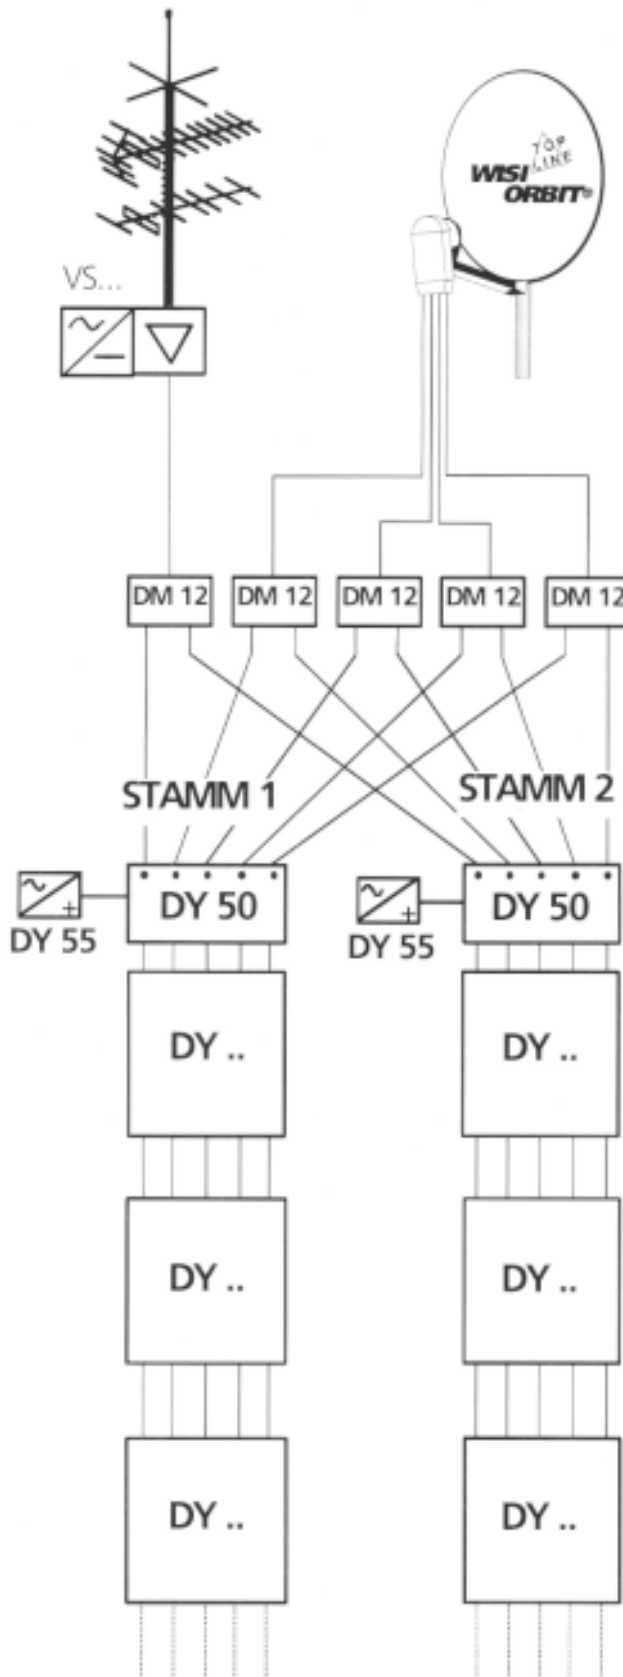 TOP
LINE
WISI
ORBIT®
VS...
DM 12
DM 12
DM 12
DM 12
DM 12
STAMM 1
STAMM 2
DY 50
DY 50
DY 55
DY 55
DY ..
DY ..
DY ..
DY ..
DY ..
DY ..